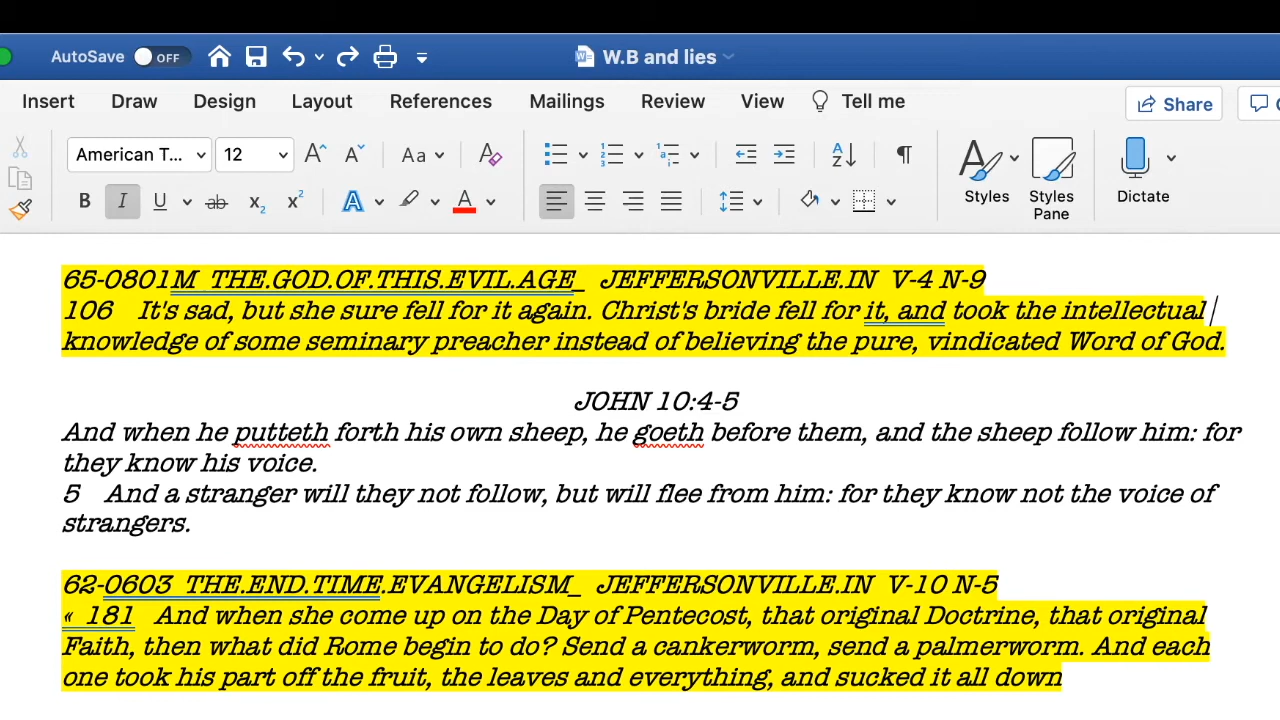 AutoSave OFF W.B and lies
Insert Draw Design Layout References Mailings Review View Tell me Share
American T... 12 Aa
B I U ab x2 x2 A A Styles Styles Pane Dictate
65-0801M THE.GOD.OF.THIS.EVIL.AGE_ JEFFERSONVILLE.IN V-4 N-9
106 It's sad, but she sure fell for it again. Christ's bride fell for it, and took the intellectual
knowledge of some seminary preacher instead of believing the pure, vindicated Word of God.
JOHN 10:4-5
And when he putteth forth his own sheep, he goeth before them, and the sheep follow him: for
they know his voice.
5 And a stranger will they not follow, but will flee from him: for they know not the voice of
strangers.
62-0603 THE.END.TIME.EVANGELISM_ JEFFERSONVILLE.IN V-10 N-5
« 181 And when she come up on the Day of Pentecost, that original Doctrine, that original
Faith, then what did Rome begin to do? Send a cankerworm, send a palmerworm. And each
one took his part off the fruit, the leaves and everything, and sucked it all down